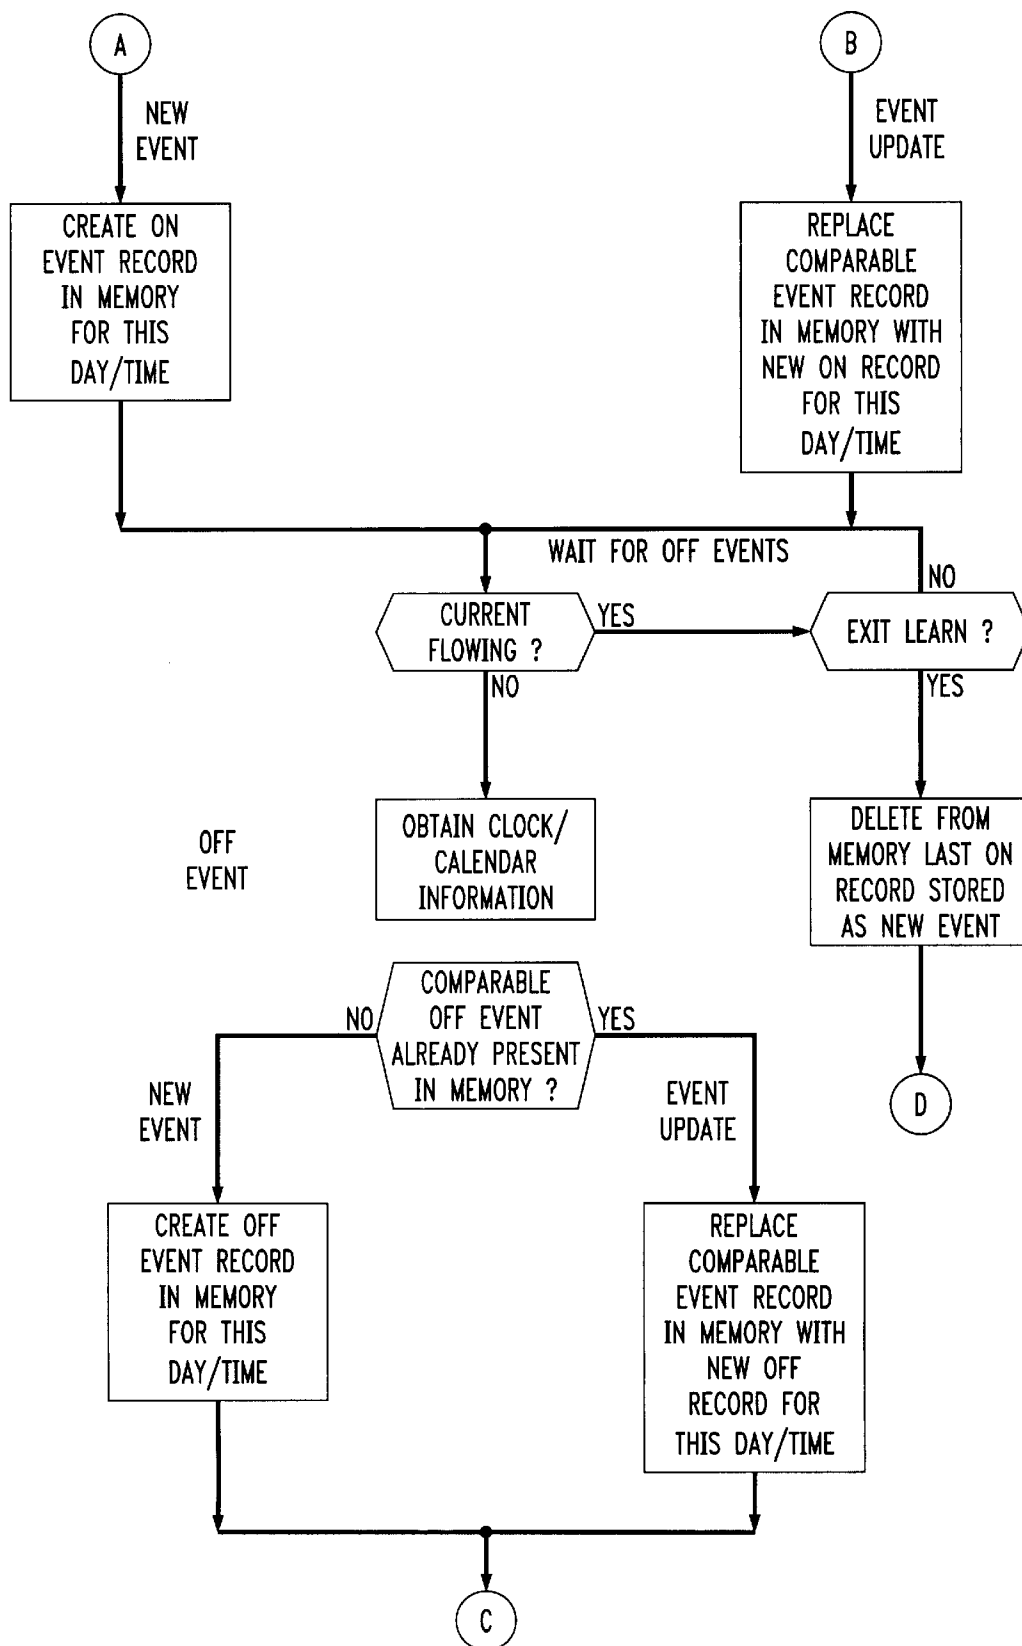 A
B
NEW
EVENT
EVENT
UPDATE
CREATE ON
EVENT RECORD
IN MEMORY
FOR THIS
DAY/TIME
REPLACE
COMPARABLE
EVENT RECORD
IN MEMORY WITH
NEW ON RECORD
FOR THIS
DAY/TIME
WAIT FOR OFF EVENTS
CURRENT
FLOWING ?
YES
NO
NO
EXIT LEARN ?
YES
OFF
EVENT
OBTAIN CLOCK/
CALENDAR
INFORMATION
DELETE FROM
MEMORY LAST ON
RECORD STORED
AS NEW EVENT
D
COMPARABLE
OFF EVENT
ALREADY PRESENT
IN MEMORY ?
NO
YES
NEW
EVENT
EVENT
UPDATE
CREATE OFF
EVENT RECORD
IN MEMORY
FOR THIS
DAY/TIME
REPLACE
COMPARABLE
EVENT RECORD
IN MEMORY WITH
NEW OFF
RECORD FOR
THIS DAY/TIME
C